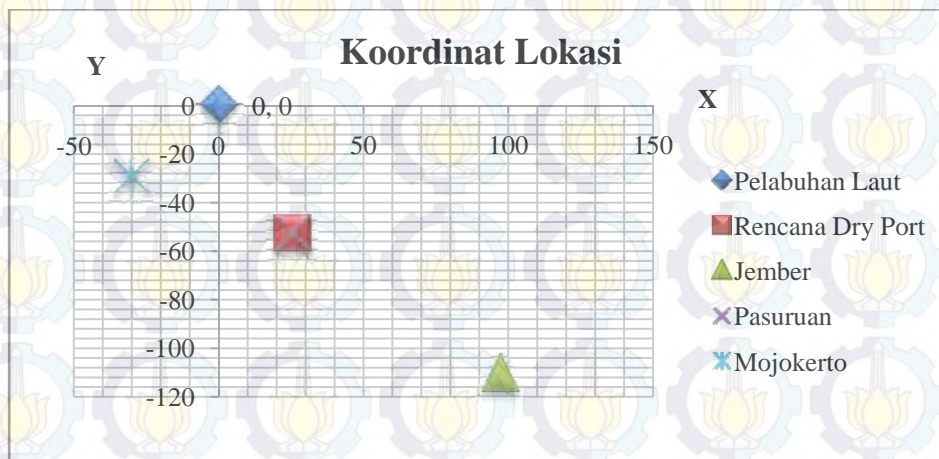 Koordinat Lokasi
Y
X
0
0, 0
-50
0
50
100
150
-20
-40
-60
-80
-100
-120
Pelabuhan Laut
Rencana Dry Port
Jember
Pasuruan
Mojokerto